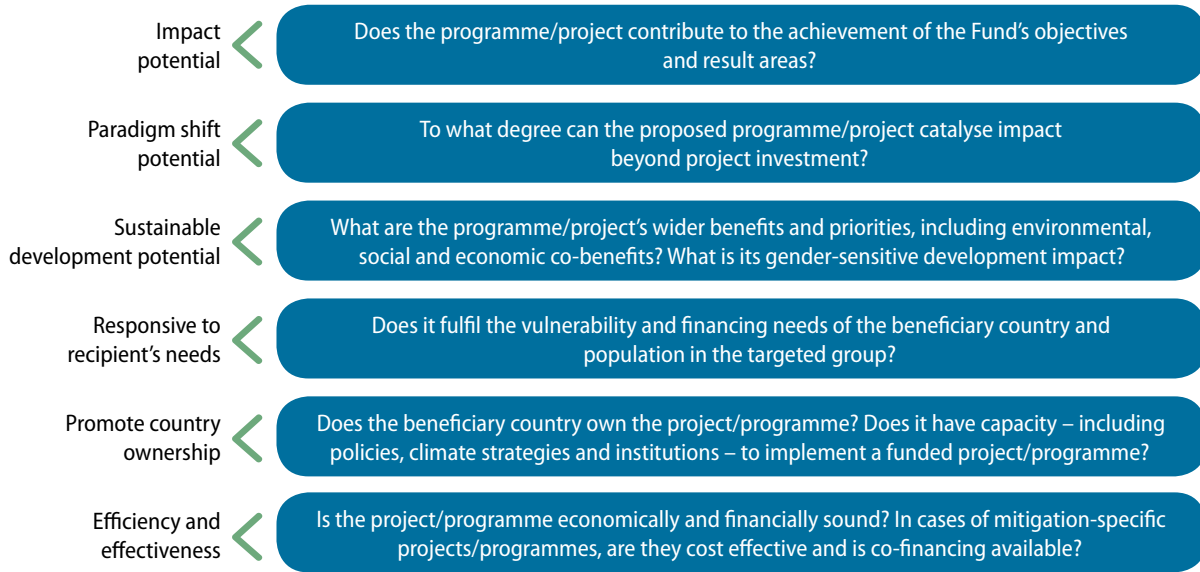 Impact
potential
Does the programme/project contribute to the achievement of the Fund’s objectives
and result areas?
Paradigm shift
potential
To what degree can the proposed programme/project catalyse impact
beyond project investment?
Sustainable
development potential
What are the programme/project’s wider benefits and priorities, including environmental,
social and economic co-benefits? What is its gender-sensitive development impact?
Responsive to
recipient’s needs
Does it fulfil the vulnerability and financing needs of the beneficiary country and
population in the targeted group?
Promote country
ownership
Does the beneficiary country own the project/programme? Does it have capacity – including
policies, climate strategies and institutions – to implement a funded project/programme?
Efficiency and
effectiveness
Is the project/programme economically and financially sound? In cases of mitigation-specific
projects/programmes, are they cost effective and is co-financing available?